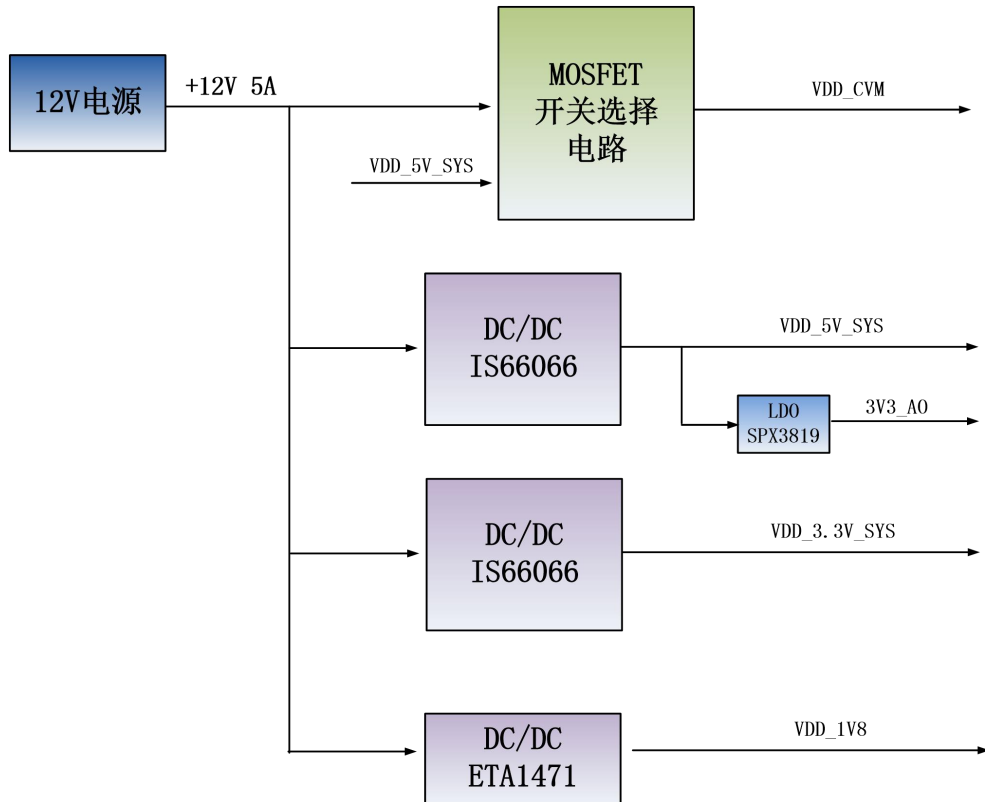 12V电源
+12V 5A
MOSFET
开关选择
电路
VDD_CVM
VDD_5V_SYS
DC/DC
IS66066
VDD_5V_SYS
LDO
SPX3819
3V3_AO
DC/DC
IS66066
VDD_3.3V_SYS
DC/DC
ETA1471
VDD_1V8